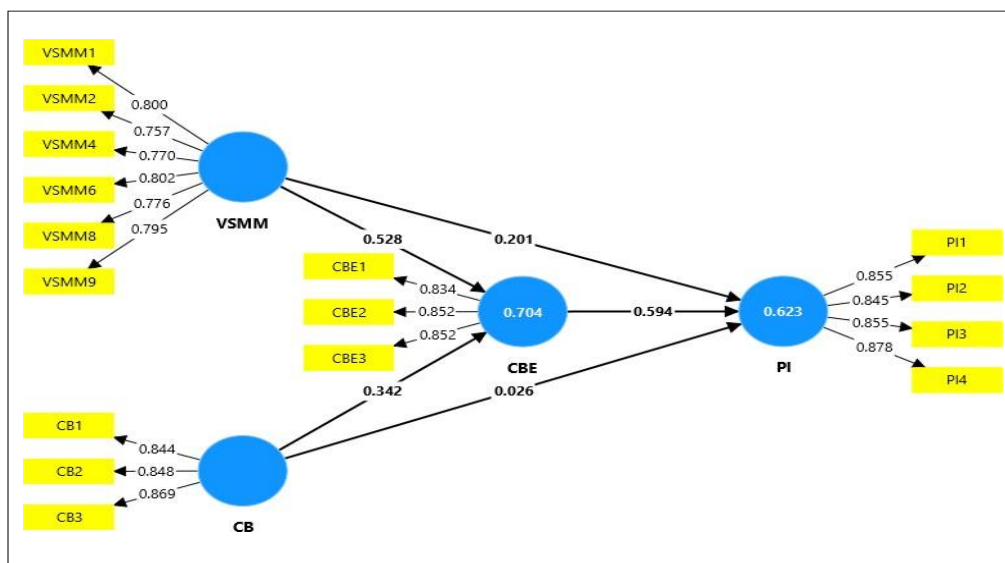 VSMM1
0.800
VSMM2
0.757
VSMM4
0.770
VSMM6
0.802
VSMM8
0.776
VSMM9
0.795
VSMM
0.528
0.201
CBE1
0.834
CBE2
0.852
CBE3
0.852
0.704
CBE
0.594
0.623
PI
PI1
0.855
PI2
0.845
PI3
0.855
PI4
0.878
0.342
0.026
CB1
0.844
CB2
0.848
CB3
0.869
CB